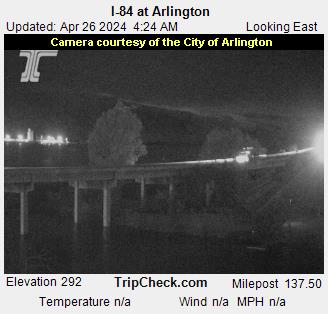 I-84 at Arlington
Updated: Apr 26 2024 4:24 AM Looking East
Camera courtesy of the City of Arlington
Elevation 292 TripCheck.com Milepost 137.50
Temperature n/a Wind n/a MPH n/a